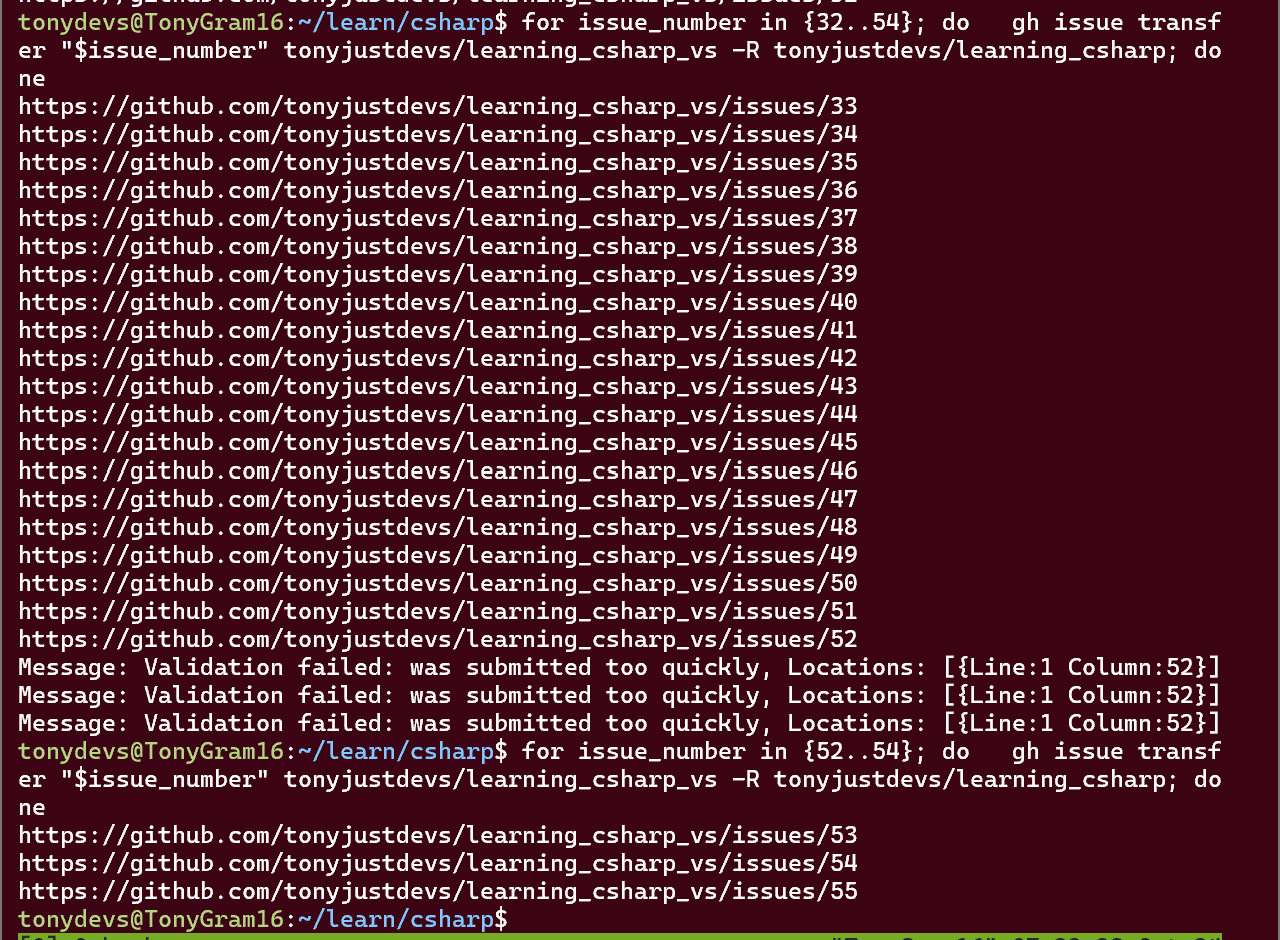 tonydevs@TonyGram16:~/learn/csharp$ for issue_number in {32..54}; do   gh issue transf
er "$issue_number" tonyjustdevs/learning_csharp_vs -R tonyjustdevs/learning_csharp; do
ne
https://github.com/tonyjustdevs/learning_csharp_vs/issues/33
https://github.com/tonyjustdevs/learning_csharp_vs/issues/34
https://github.com/tonyjustdevs/learning_csharp_vs/issues/35
https://github.com/tonyjustdevs/learning_csharp_vs/issues/36
https://github.com/tonyjustdevs/learning_csharp_vs/issues/37
https://github.com/tonyjustdevs/learning_csharp_vs/issues/38
https://github.com/tonyjustdevs/learning_csharp_vs/issues/39
https://github.com/tonyjustdevs/learning_csharp_vs/issues/40
https://github.com/tonyjustdevs/learning_csharp_vs/issues/41
https://github.com/tonyjustdevs/learning_csharp_vs/issues/42
https://github.com/tonyjustdevs/learning_csharp_vs/issues/43
https://github.com/tonyjustdevs/learning_csharp_vs/issues/44
https://github.com/tonyjustdevs/learning_csharp_vs/issues/45
https://github.com/tonyjustdevs/learning_csharp_vs/issues/46
https://github.com/tonyjustdevs/learning_csharp_vs/issues/47
https://github.com/tonyjustdevs/learning_csharp_vs/issues/48
https://github.com/tonyjustdevs/learning_csharp_vs/issues/49
https://github.com/tonyjustdevs/learning_csharp_vs/issues/50
https://github.com/tonyjustdevs/learning_csharp_vs/issues/51
https://github.com/tonyjustdevs/learning_csharp_vs/issues/52
Message: Validation failed: was submitted too quickly, Locations: [{Line:1 Column:52}]
Message: Validation failed: was submitted too quickly, Locations: [{Line:1 Column:52}]
Message: Validation failed: was submitted too quickly, Locations: [{Line:1 Column:52}]
tonydevs@TonyGram16:~/learn/csharp$ for issue_number in {52..54}; do   gh issue transf
er "$issue_number" tonyjustdevs/learning_csharp_vs -R tonyjustdevs/learning_csharp; do
ne
https://github.com/tonyjustdevs/learning_csharp_vs/issues/53
https://github.com/tonyjustdevs/learning_csharp_vs/issues/54
https://github.com/tonyjustdevs/learning_csharp_vs/issues/55
tonydevs@TonyGram16:~/learn/csharp$